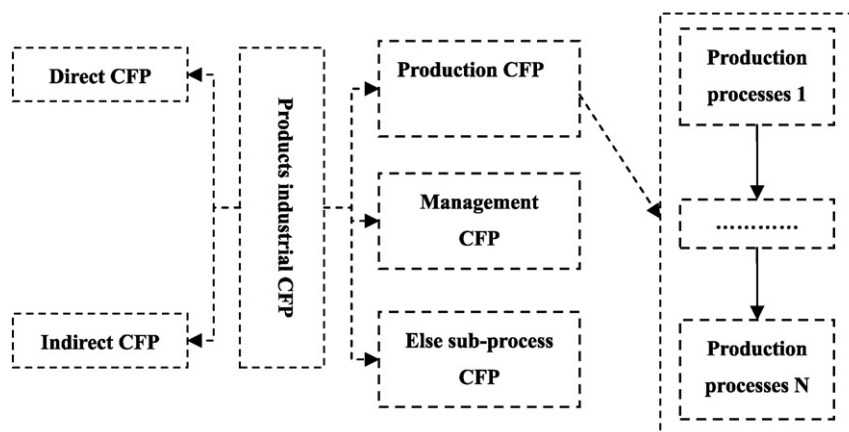 Direct CFP
Indirect CFP
Products industrial CFP
Production CFP
Management
CFP
Else sub-process
CFP
Production
processes 1
.............
Production
processes N